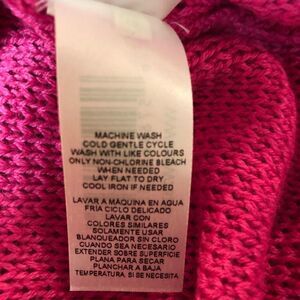 MACHINE WASH
COLD GENTLE CYCLE
WASH WITH LIKE COLOURS
ONLY NON-CHLORINE BLEACH
WHEN NEEDED
LAY FLAT TO DRY
COOL IRON IF NEEDED
LAVAR A MAQUINA EN AGUA
FRIA CICLO DELICADO
LAVAR CON
COLORES SIMILARES
SOLAMENTE USAR
BLANQUEADOR SIN CLORO
CUANDO SEA NECESARIO
EXTENDER SOBRE SUPERFICIE
PLANA PARA SECAR
PLANCHAR A BAJA
TEMPERATURA SI SE NECESITA